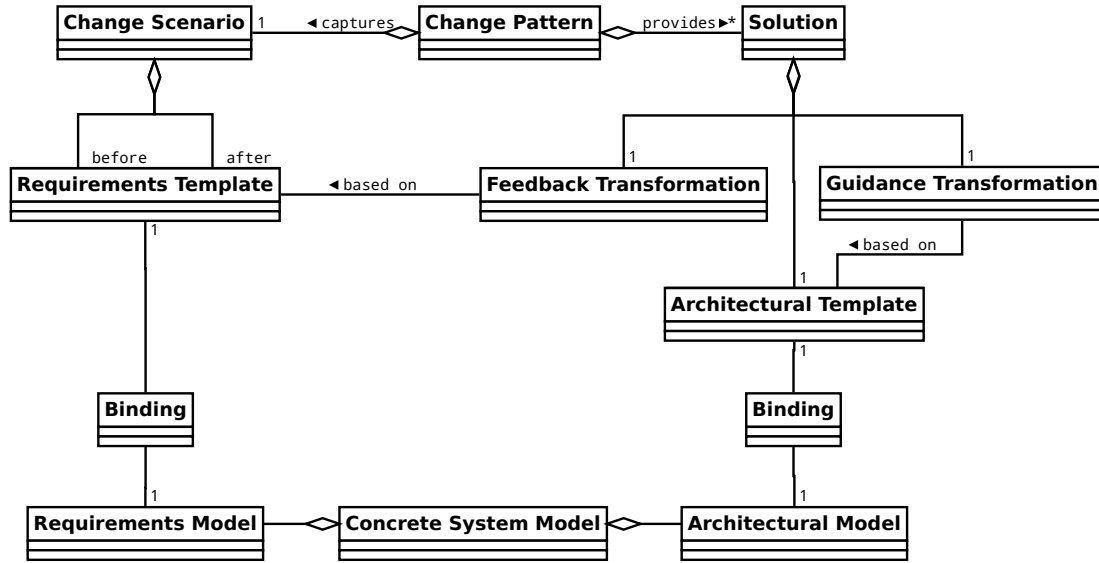 Change Scenario 1 ◄ captures Change Pattern provides ►* Solution
before after 1 1
Requirements Template ◄ based on Feedback Transformation Guidance Transformation
1 ◄ based on
1
Architectural Template
1
Binding Binding
1 1
Requirements Model Concrete System Model Architectural Model